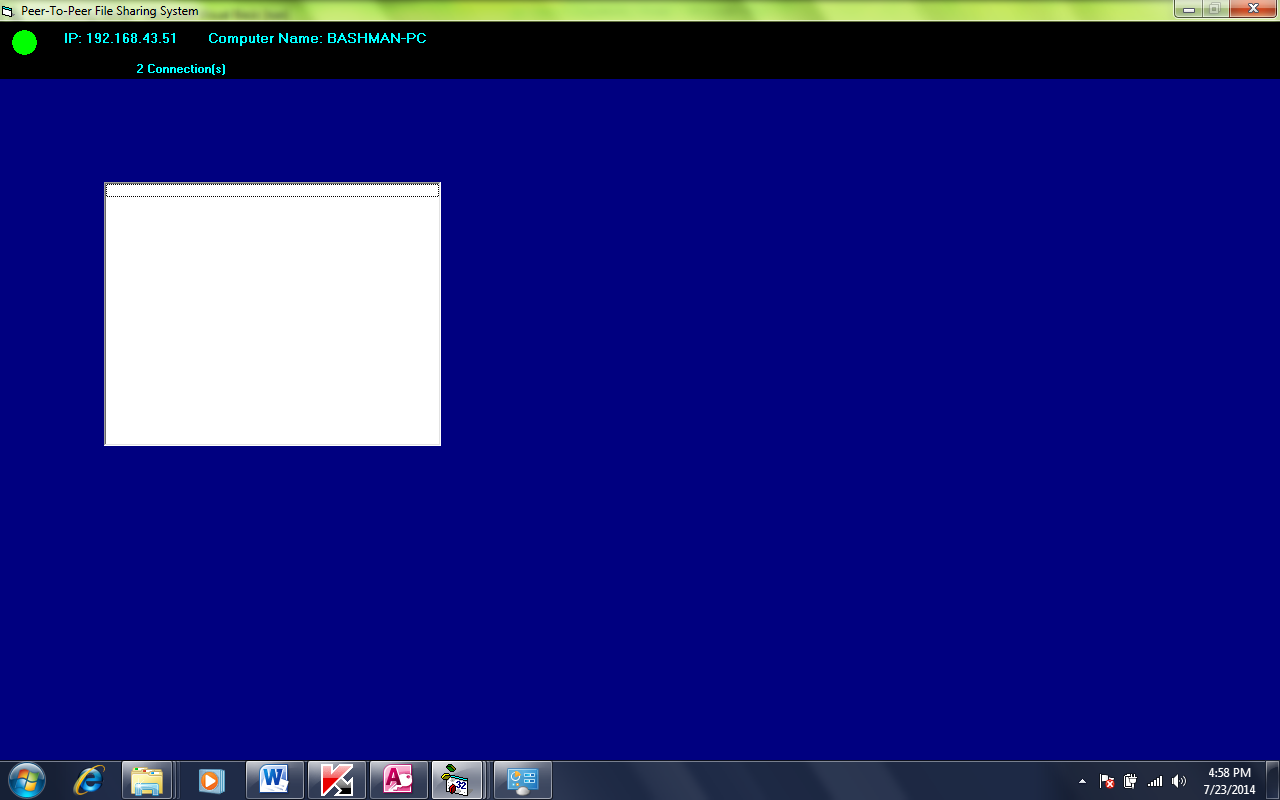 Peer-To-Peer File Sharing System
IP: 192.168.43.51 Computer Name: BASHMAN-PC
2 Connection(s)
4:58 PM
7/23/2014